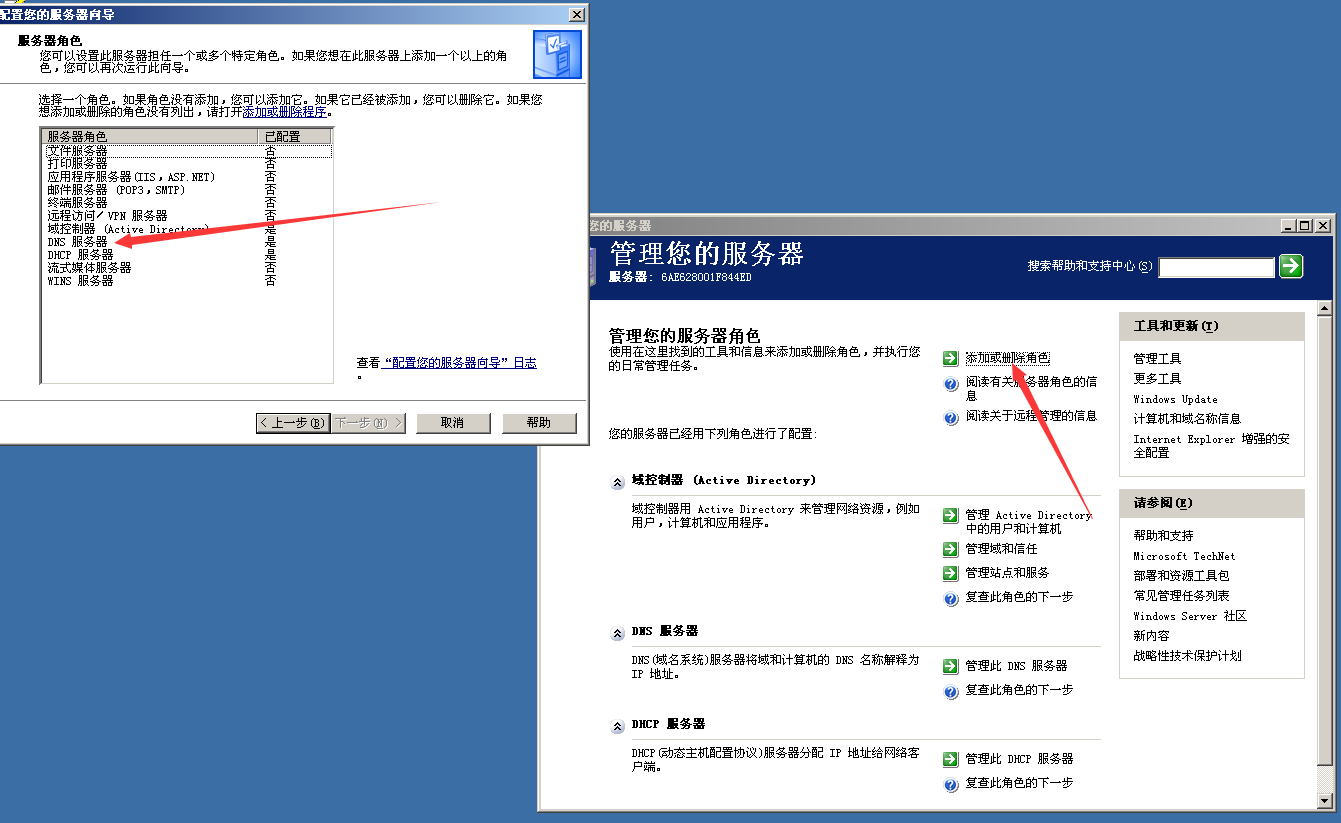 配置您的服务器向导
服务器角色
您可以设置此服务器担任一个或多个特定角色。如果您想在此服务器上添加一个以上的角
色，您可以再次运行此向导。
选择一个角色。如果角色没有添加，您可以添加它。如果它已经被添加，您可以删除它。如果您
想添加或删除的角色没有列出，请打开添加或删除程序。
服务器角色 已配置
文件服务器 否
打印服务器 否
应用程序服务器(IIS，ASP.NET) 否
邮件服务器 (POP3，SMTP) 否
终端服务器 否
远程访问/VPN 服务器 否
域控制器 (Active Directory) 是
DNS 服务器 是
DHCP 服务器 是
流式媒体服务器 否
WINS 服务器 否
查看“配置您的服务器向导”日志
。
< 上一步(B) 下一步(N) > 取消 帮助
您的服务器
管理您的服务器
服务器: 6AE628001F844ED
搜索帮助和支持中心(S)
管理您的服务器角色
使用在这里找到的工具和信息来添加或删除角色，并执行您
的日常管理任务。
添加或删除角色
阅读有关服务器角色的信
息
阅读关于远程管理的信息
您的服务器已经用下列角色进行了配置:
域控制器 (Active Directory)
域控制器用 Active Directory 来管理网络资源，例如
用户，计算机和应用程序。
管理 Active Directory
中的用户和计算机
管理域和信任
管理站点和服务
复查此角色的下一步
DNS 服务器
DNS(域名系统)服务器将域和计算机的 DNS 名称解释为
IP 地址。
管理此 DNS 服务器
复查此角色的下一步
DHCP 服务器
DHCP(动态主机配置协议)服务器分配 IP 地址给网络客
户端。
管理此 DHCP 服务器
复查此角色的下一步
工具和更新(T)
管理工具
更多工具
Windows Update
计算机和域名称信息
Internet Explorer 增强的安
全配置
请参阅(E)
帮助和支持
Microsoft TechNet
部署和资源工具包
常见管理任务列表
Windows Server 社区
新内容
战略性技术保护计划